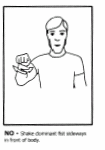 NO – Shake dominant fist sideways
in front of body.